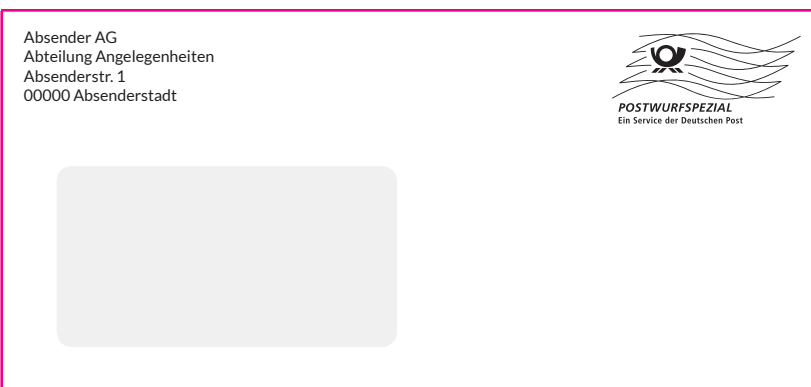 Absender AG
Abteilung Angelegenheiten
Absenderstr. 1
00000 Absenderstadt
POSTWURFSPEZIAL
Ein Service der Deutschen Post